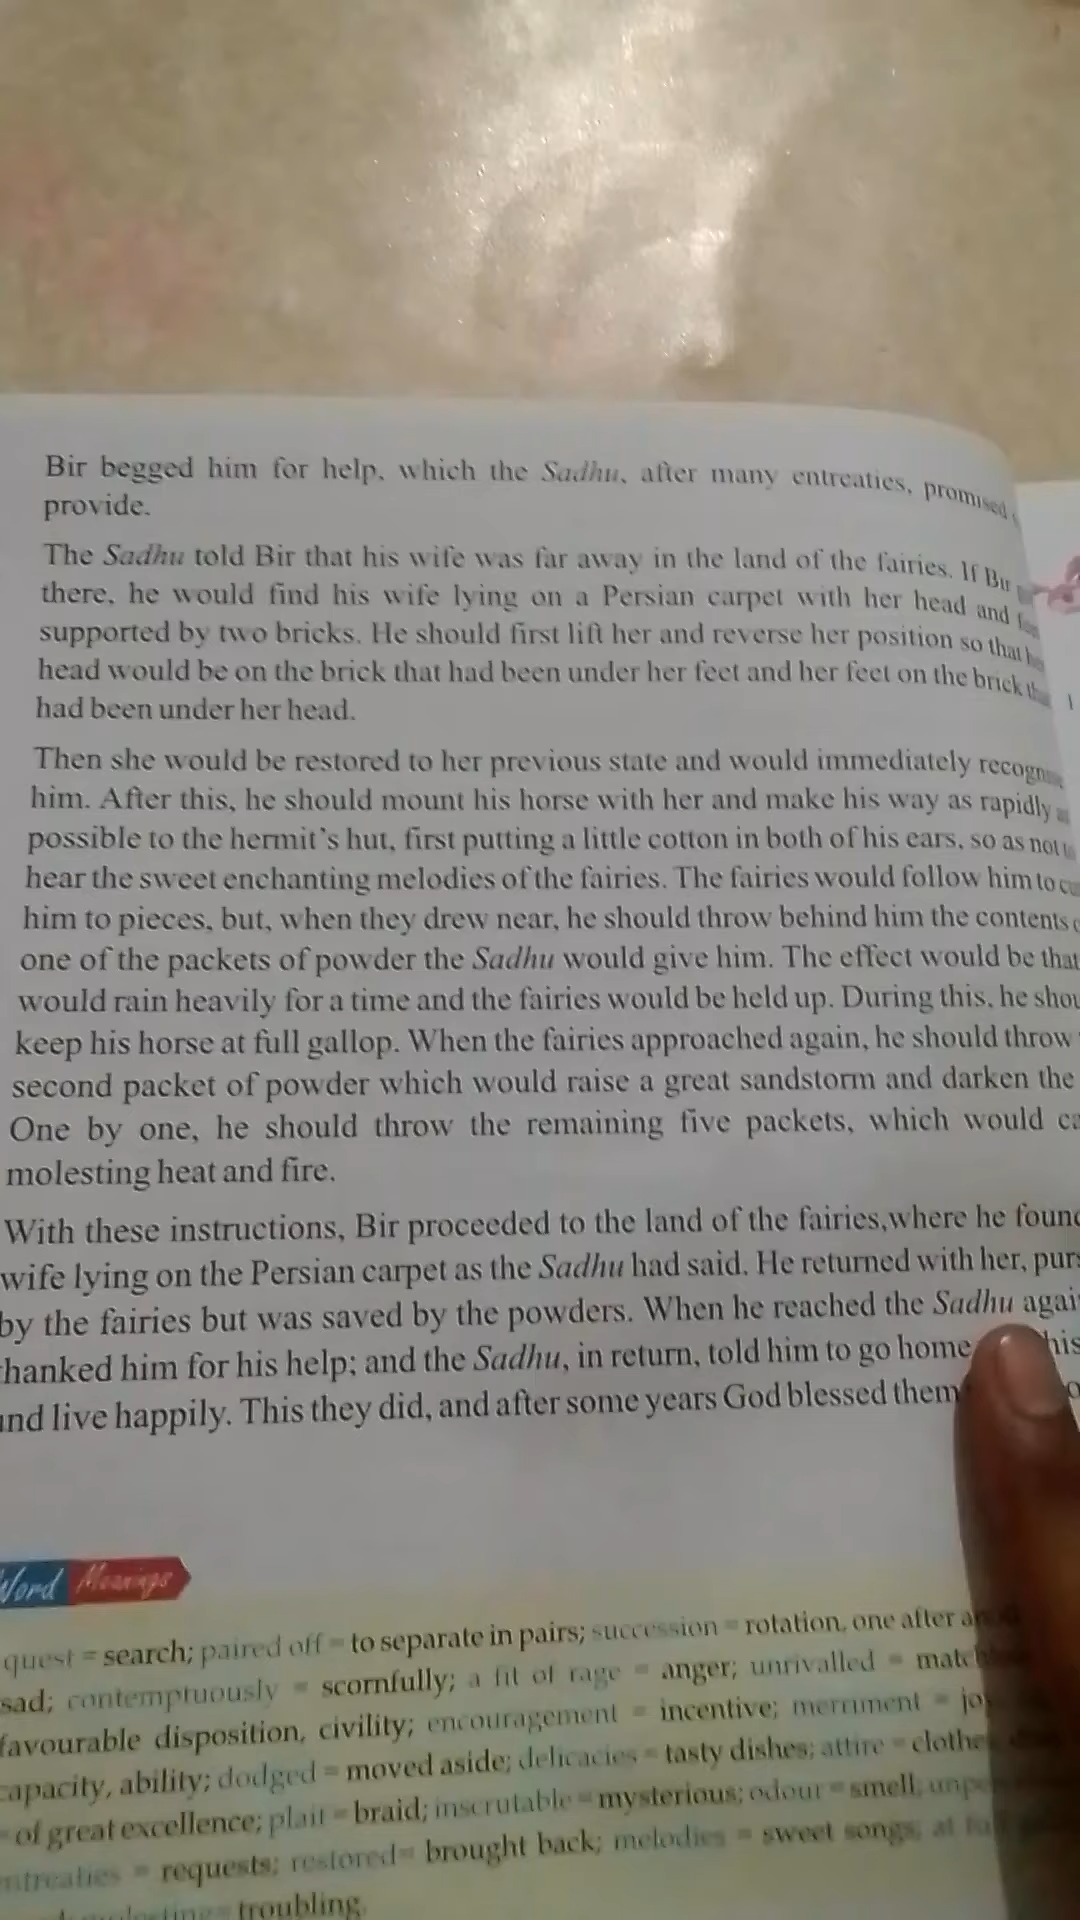 Bir begged him for help, which the Sadhu, after many entreaties, promised
provide.
The Sadhu told Bir that his wife was far away in the land of the fairies. If Bir
there, he would find his wife lying on a Persian carpet with her head and
supported by two bricks. He should first lift her and reverse her position so that
head would be on the brick that had been under her feet and her feet on the brick
had been under her head.
Then she would be restored to her previous state and would immediately
him. After this, he should mount his horse with her and make his way as rapidly
possible to the hermit's hut, first putting a little cotton in both of his ears, so as not
hear the sweet enchanting melodies of the fairies. The fairies would follow him to
him to pieces, but, when they drew near, he should throw behind him the contents
one of the packets of powder the Sadhu would give him. The effect would be that
would rain heavily for a time and the fairies would be held up. During this, he
keep his horse at full gallop. When the fairies approached again, he should throw
second packet of powder which would raise a great sandstorm and darken the
One by one, he should throw the remaining five packets, which would
molesting heat and fire.
With these instructions, Bir proceeded to the land of the fairies,where he
wife lying on the Persian carpet as the Sadhu had said. He returned with her,
by the fairies but was saved by the powders. When he reached the Sadhu
him for his help; and the Sadhu, in return, told him to go home
live happily. This they did, and after some years God blessed them
Word Meanings
quest = search; paired off = to separate in pairs; succession = rotation, one after
sad; contemptuously = scornfully; a fit of rage = anger; unrivalled =
favourable disposition, civility; encouragement = incentive; merriment =
capacity, ability; dodged = moved aside; delicacies = tasty dishes; attire =
= of great excellence; plait = braid; inscrutable = mysterious; odour = smell;
= requests; restored= brought back; melodies = sweet songs; at
= troubling.